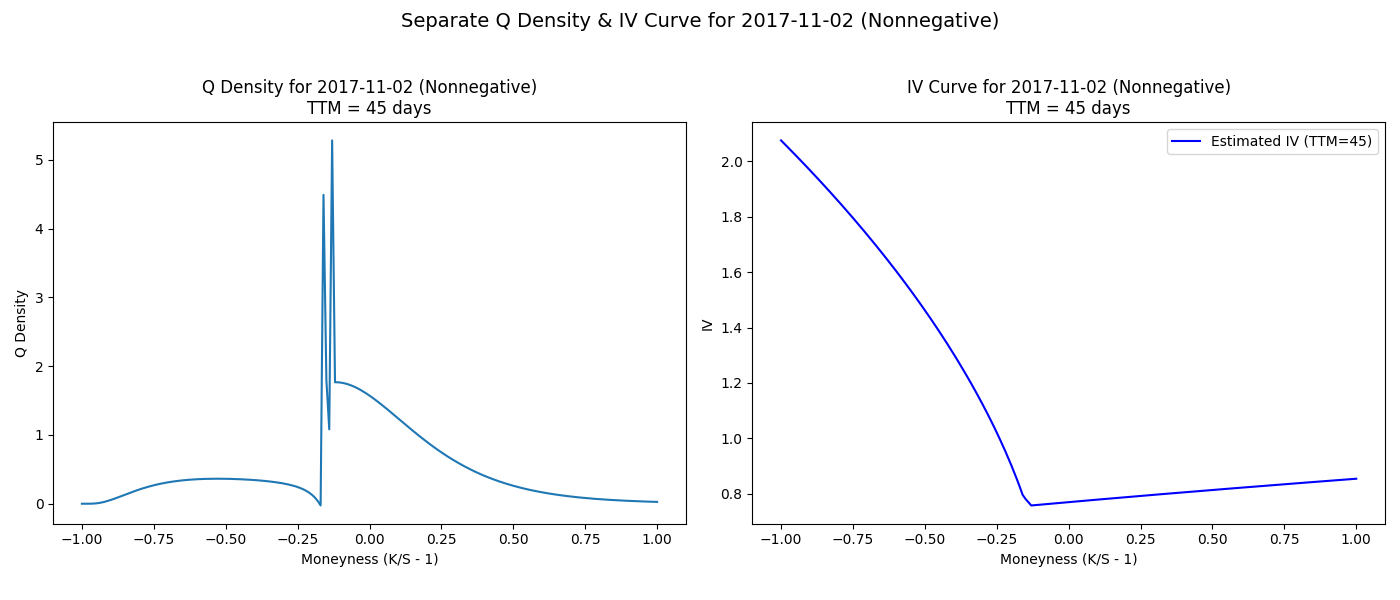 Separate Q Density & IV Curve for 2017-11-02 (Nonnegative)
Q Density for 2017-11-02 (Nonnegative)
TTM = 45 days
Q Density
5
4
3
2
1
0
−1.00 −0.75 −0.50 −0.25 0.00 0.25 0.50 0.75 1.00
Moneyness (K/S - 1)
IV Curve for 2017-11-02 (Nonnegative)
TTM = 45 days
Estimated IV (TTM=45)
IV
2.0
1.8
1.6
1.4
1.2
1.0
0.8
−1.00 −0.75 −0.50 −0.25 0.00 0.25 0.50 0.75 1.00
Moneyness (K/S - 1)